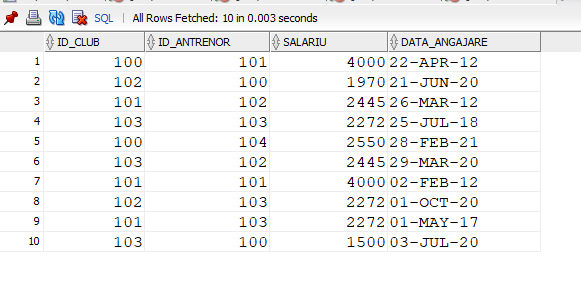 SQL | All Rows Fetched: 10 in 0.003 seconds
ID_CLUB ID_ANTRENOR SALARIU DATA_ANGAJARE
1 100 101 4000 22-APR-12
2 102 100 1970 21-JUN-20
3 101 102 2445 26-MAR-12
4 103 103 2272 25-JUL-18
5 100 104 2550 28-FEB-21
6 103 102 2445 29-MAR-20
7 101 101 4000 02-FEB-12
8 102 103 2272 01-OCT-20
9 101 103 2272 01-MAY-17
10 103 100 1500 03-JUL-20